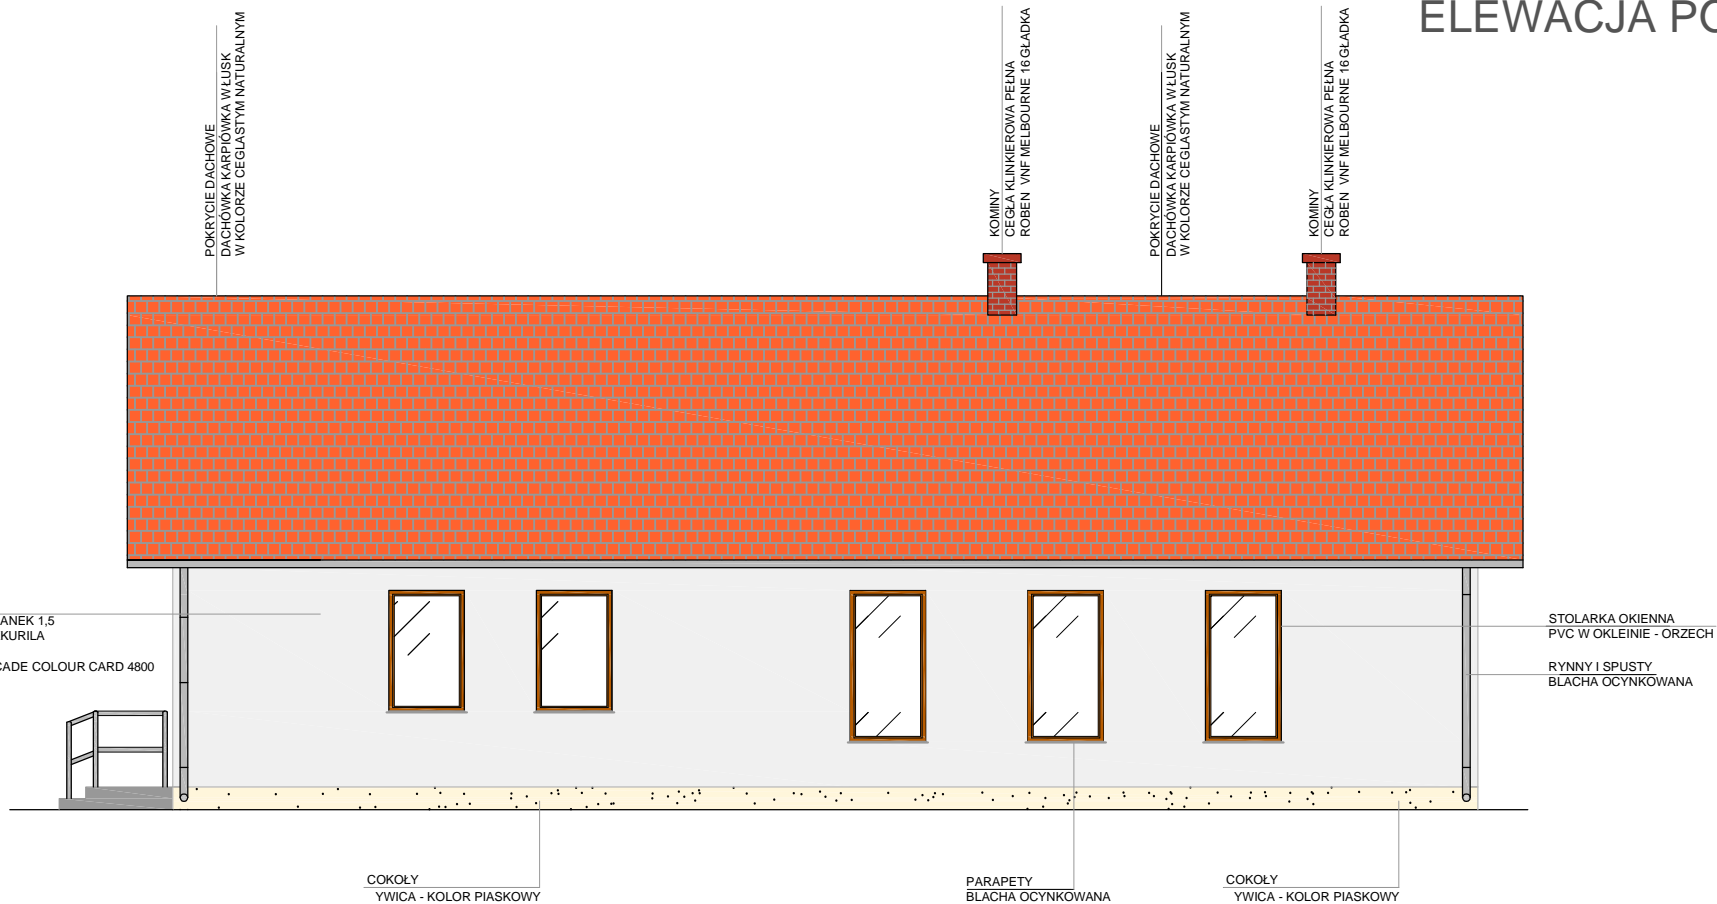 ELEWACJA PO
POKRYCIE DACHOWE
DACHÓWKA KARPIÓWKA W ŁUSK
W KOLORZE CEGLASTYM NATURALNYM
KOMINY
CEGŁA KLINKIEROWA PEŁNA
ROBEN VNF MELBOURNE 16 GŁADKA
POKRYCIE DACHOWE
DACHÓWKA KARPIÓWKA W ŁUSK
W KOLORZE CEGLASTYM NATURALNYM
KOMINY
CEGŁA KLINKIEROWA PEŁNA
ROBEN VNF MELBOURNE 16 GŁADKA
ANEK 1,5
KURILA
CADE COLOUR CARD 4800
STOLARKA OKIENNA
PVC W OKLEINIE - ORZECH
RYNNY I SPUSTY
BLACHA OCYNKOWANA
COKOŁY
YWICA - KOLOR PIASKOWY
PARAPETY
BLACHA OCYNKOWANA
COKOŁY
YWICA - KOLOR PIASKOWY